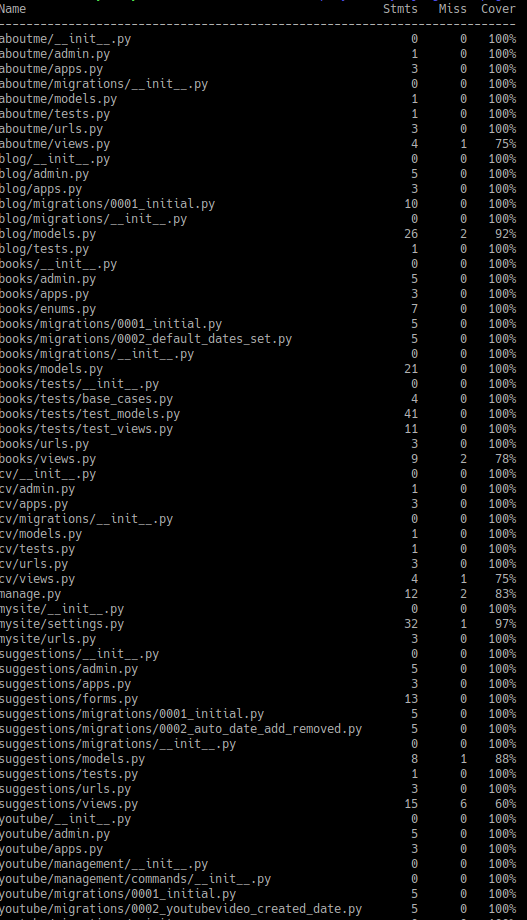 Name Stmts Miss Cover
--------------------------------------------------------------------
aboutme/__init__.py 0 0 100%
aboutme/admin.py 1 0 100%
aboutme/apps.py 3 0 100%
aboutme/migrations/__init__.py 0 0 100%
aboutme/models.py 1 0 100%
aboutme/tests.py 1 0 100%
aboutme/urls.py 3 0 100%
aboutme/views.py 4 1 75%
blog/__init__.py 0 0 100%
blog/admin.py 5 0 100%
blog/apps.py 3 0 100%
blog/migrations/0001_initial.py 10 0 100%
blog/migrations/__init__.py 0 0 100%
blog/models.py 26 2 92%
blog/tests.py 1 0 100%
books/__init__.py 0 0 100%
books/admin.py 5 0 100%
books/apps.py 3 0 100%
books/enums.py 7 0 100%
books/migrations/0001_initial.py 5 0 100%
books/migrations/0002_default_dates_set.py 5 0 100%
books/migrations/__init__.py 0 0 100%
books/models.py 21 0 100%
books/tests/__init__.py 0 0 100%
books/tests/base_cases.py 4 0 100%
books/tests/test_models.py 41 0 100%
books/tests/test_views.py 11 0 100%
books/urls.py 3 0 100%
books/views.py 9 2 78%
cv/__init__.py 0 0 100%
cv/admin.py 1 0 100%
cv/apps.py 3 0 100%
cv/migrations/__init__.py 0 0 100%
cv/models.py 1 0 100%
cv/tests.py 1 0 100%
cv/urls.py 3 0 100%
cv/views.py 4 1 75%
manage.py 12 2 83%
mysite/__init__.py 0 0 100%
mysite/settings.py 32 1 97%
mysite/urls.py 3 0 100%
suggestions/__init__.py 0 0 100%
suggestions/admin.py 5 0 100%
suggestions/apps.py 3 0 100%
suggestions/forms.py 13 0 100%
suggestions/migrations/0001_initial.py 5 0 100%
suggestions/migrations/0002_auto_date_add_removed.py 5 0 100%
suggestions/migrations/__init__.py 0 0 100%
suggestions/models.py 8 1 88%
suggestions/tests.py 1 0 100%
suggestions/urls.py 3 0 100%
suggestions/views.py 15 6 60%
youtube/__init__.py 0 0 100%
youtube/admin.py 5 0 100%
youtube/apps.py 3 0 100%
youtube/management/__init__.py 0 0 100%
youtube/management/commands/__init__.py 0 0 100%
youtube/migrations/0001_initial.py 5 0 100%
youtube/migrations/0002_youtubevideo_created_date.py 5 0 100%